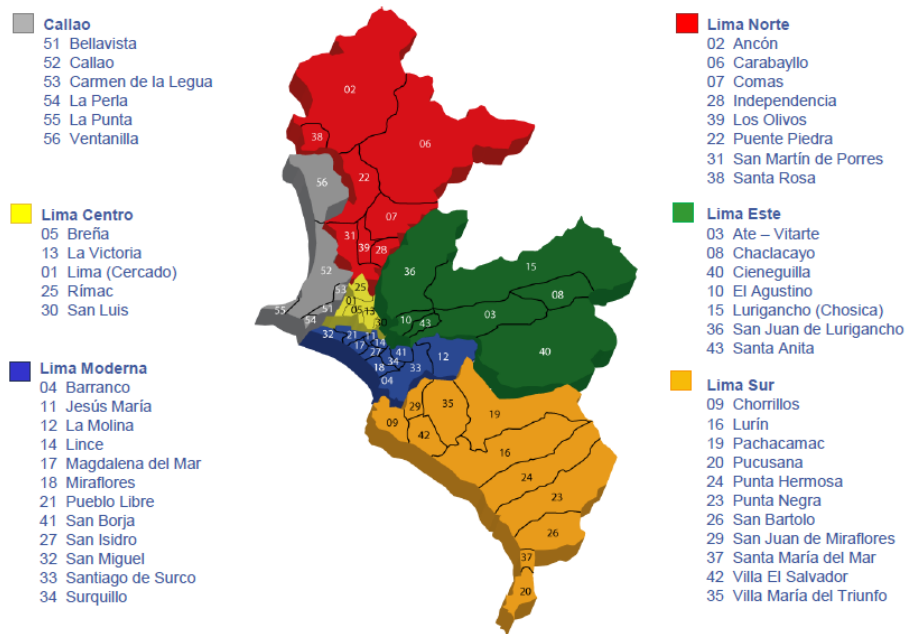 Callao
51 Bellavista
52 Callao
53 Carmen de la Legua
54 La Perla
55 La Punta
56 Ventanilla
Lima Centro
05 Breña
13 La Victoria
01 Lima (Cercado)
25 Rímac
30 San Luis
Lima Moderna
04 Barranco
11 Jesús María
12 La Molina
14 Lince
17 Magdalena del Mar
18 Miraflores
21 Pueblo Libre
41 San Borja
27 San Isidro
32 San Miguel
33 Santiago de Surco
34 Surquillo
02
38
06
56
22
07
31
39
28
36
15
52
53
25
01
08
55
51
05
13
03
54
30
10
43
32
21
11
14
17
27
41
12
40
34
33
18
04
29
35
19
09
42
16
24
23
26
37
20
Lima Norte
02 Ancón
06 Carabayllo
07 Comas
28 Independencia
39 Los Olivos
22 Puente Piedra
31 San Martín de Porres
38 Santa Rosa
Lima Este
03 Ate – Vitarte
08 Chaclacayo
40 Cieneguilla
10 El Agustino
15 Lurigancho (Chosica)
36 San Juan de Lurigancho
43 Santa Anita
Lima Sur
09 Chorrillos
16 Lurín
19 Pachacamac
20 Pucusana
24 Punta Hermosa
23 Punta Negra
26 San Bartolo
29 San Juan de Miraflores
37 Santa María del Mar
42 Villa El Salvador
35 Villa María del Triunfo